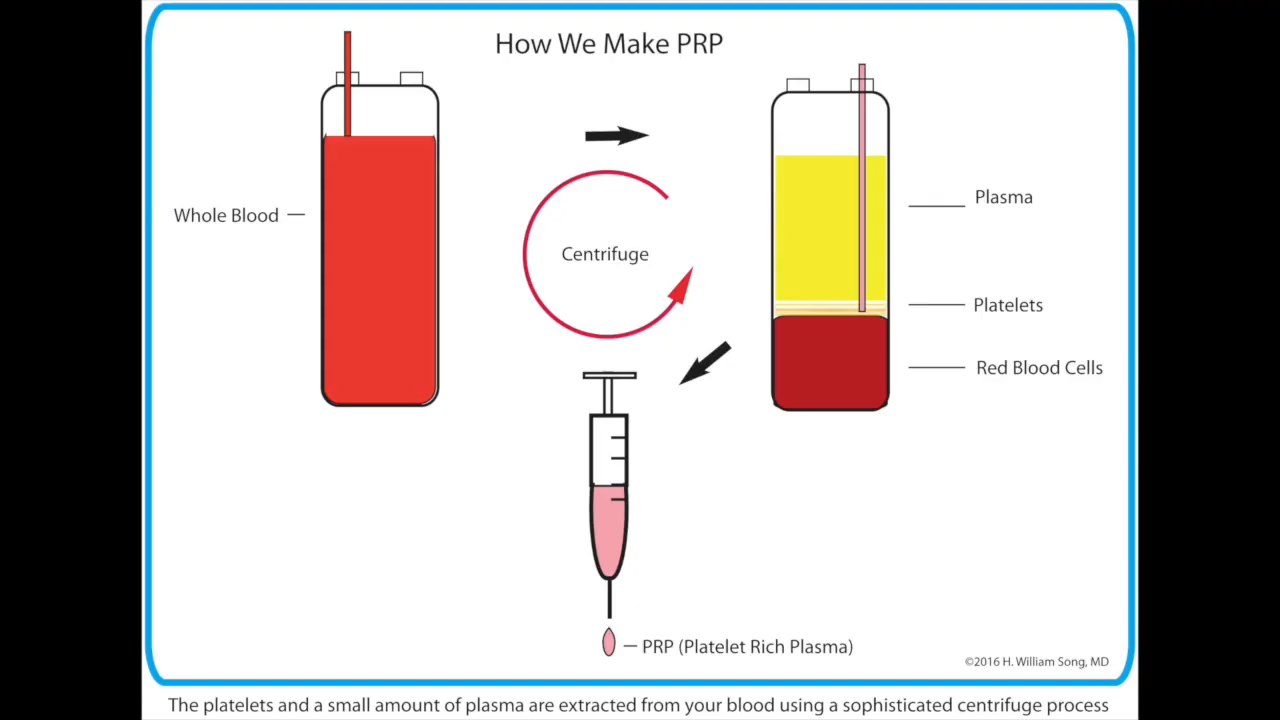 How We Make PRP
Whole Blood
Centrifuge
Plasma
Platelets
Red Blood Cells
PRP (Platelet Rich Plasma)
©2016 H. William Song, MD
The platelets and a small amount of plasma are extracted from your blood using a sophisticated centrifuge process